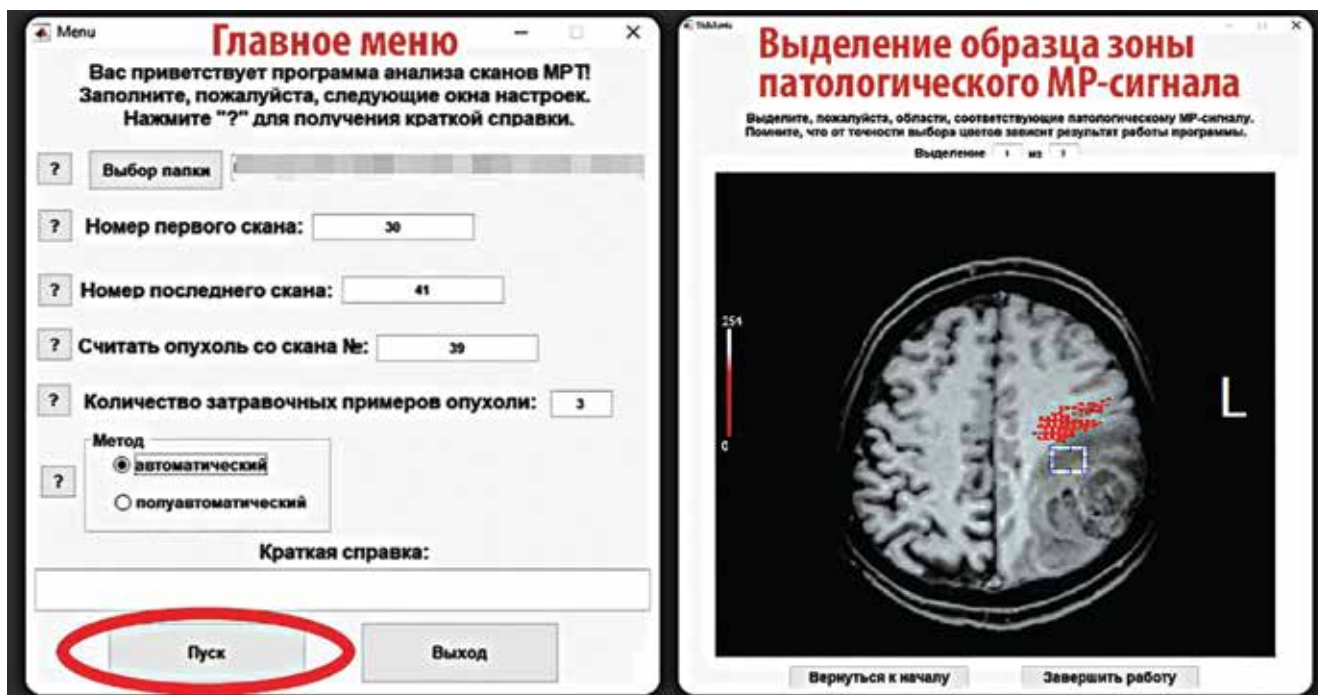 Menu
Главное меню
Вас приветствует программа анализа сканов МРТ!
Заполните, пожалуйста, следующие окна настроек.
Нажмите "?" для получения краткой справки.
? Выбор папки
? Номер первого скана: 30
? Номер последнего скана: 41
? Считать опухоль со скана №: 39
? Количество затравочных примеров опухоли: 3
Метод
автоматический
?
полуавтоматический
Краткая справка:
Пуск Выход
Выделение образца зоны
патологического МР-сигнала
Выделите, пожалуйста, области, соответствующие патологическому МР-сигналу.
Помните, что от точности выбора цветов зависит результат работы программы.
Выделение 1 из
254
0
L
Вернуться к началу Завершить работу